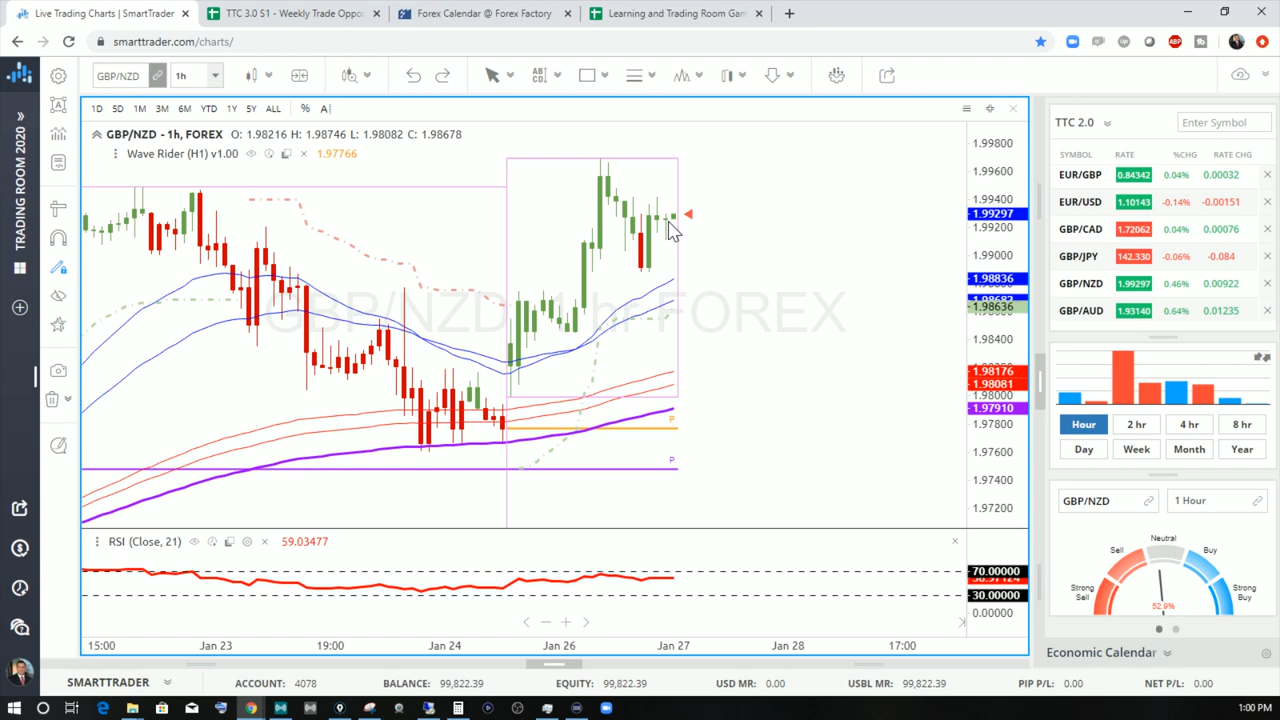 Live Trading Charts | SmartTrader
TTC 3.0 S1 - Weekly Trade Oppo
Forex Calendar @ Forex Factory
Learning and Trading Room Gam
smarttrader.com/charts/
GBP/NZD
1h
1D 5D 1M 3M 6M YTD 1Y 5Y ALL % A
GBP/NZD - 1h, FOREX O: 1.98216 H: 1.98746 L: 1.98082 C: 1.98678
Wave Rider (H1) v1.00 1.97766
GBP/NZD, 1 hr, FOREX
P
P
1.99800
1.99600
1.99400
1.99297
1.99200
1.99000
1.98836
1.98682
1.98636
1.98400
1.98176
1.98081
1.98000
1.97910
1.97800
1.97600
1.97400
1.97200
RSI (Close, 21) 59.03477
70.00000
30.00000
0.00000
15:00 Jan 23 19:00 Jan 24 Jan 26 Jan 27 Jan 28 17:00
TRADING ROOM 2020
TTC 2.0 Enter Symbol
SYMBOL RATE %CHG RATE CHG
EUR/GBP 0.84342 0.04% 0.00032
EUR/USD 1.10143 -0.14% -0.00151
GBP/CAD 1.72062 0.04% 0.00076
GBP/JPY 142.330 -0.06% -0.084
GBP/NZD 1.99297 0.46% 0.00922
GBP/AUD 1.93140 0.64% 0.01235
Hour 2 hr 4 hr 8 hr
Day Week Month Year
GBP/NZD 1 Hour
Neutral
Sell Buy
Strong Sell
Strong Buy
52.9%
Economic Calendar
SMARTTRADER ACCOUNT: 4078 BALANCE: 99,822.39 EQUITY: 99,822.39 USD MR: 0.00 USBL MR: 99,822.39 PIP P/L: 0.00 NET P/L: 0.00
1:00 PM